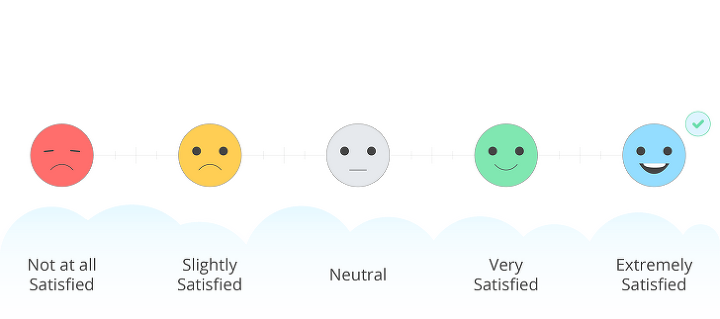 Not at all
Satisfied
Slightly
Satisfied
Neutral
Very
Satisfied
Extremely
Satisfied